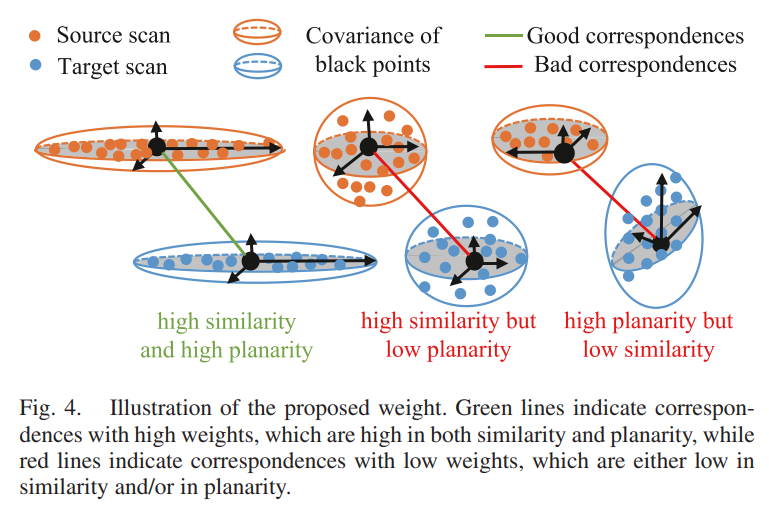 Source scan
Target scan
Covariance of
black points
Good correspondences
Bad correspondences
high similarity
and high planarity
high similarity but
low planarity
high planarity but
low similarity
Fig. 4. Illustration of the proposed weight. Green lines indicate correspon-
dences with high weights, which are high in both similarity and planarity, while
red lines indicate correspondences with low weights, which are either low in
similarity and/or in planarity.